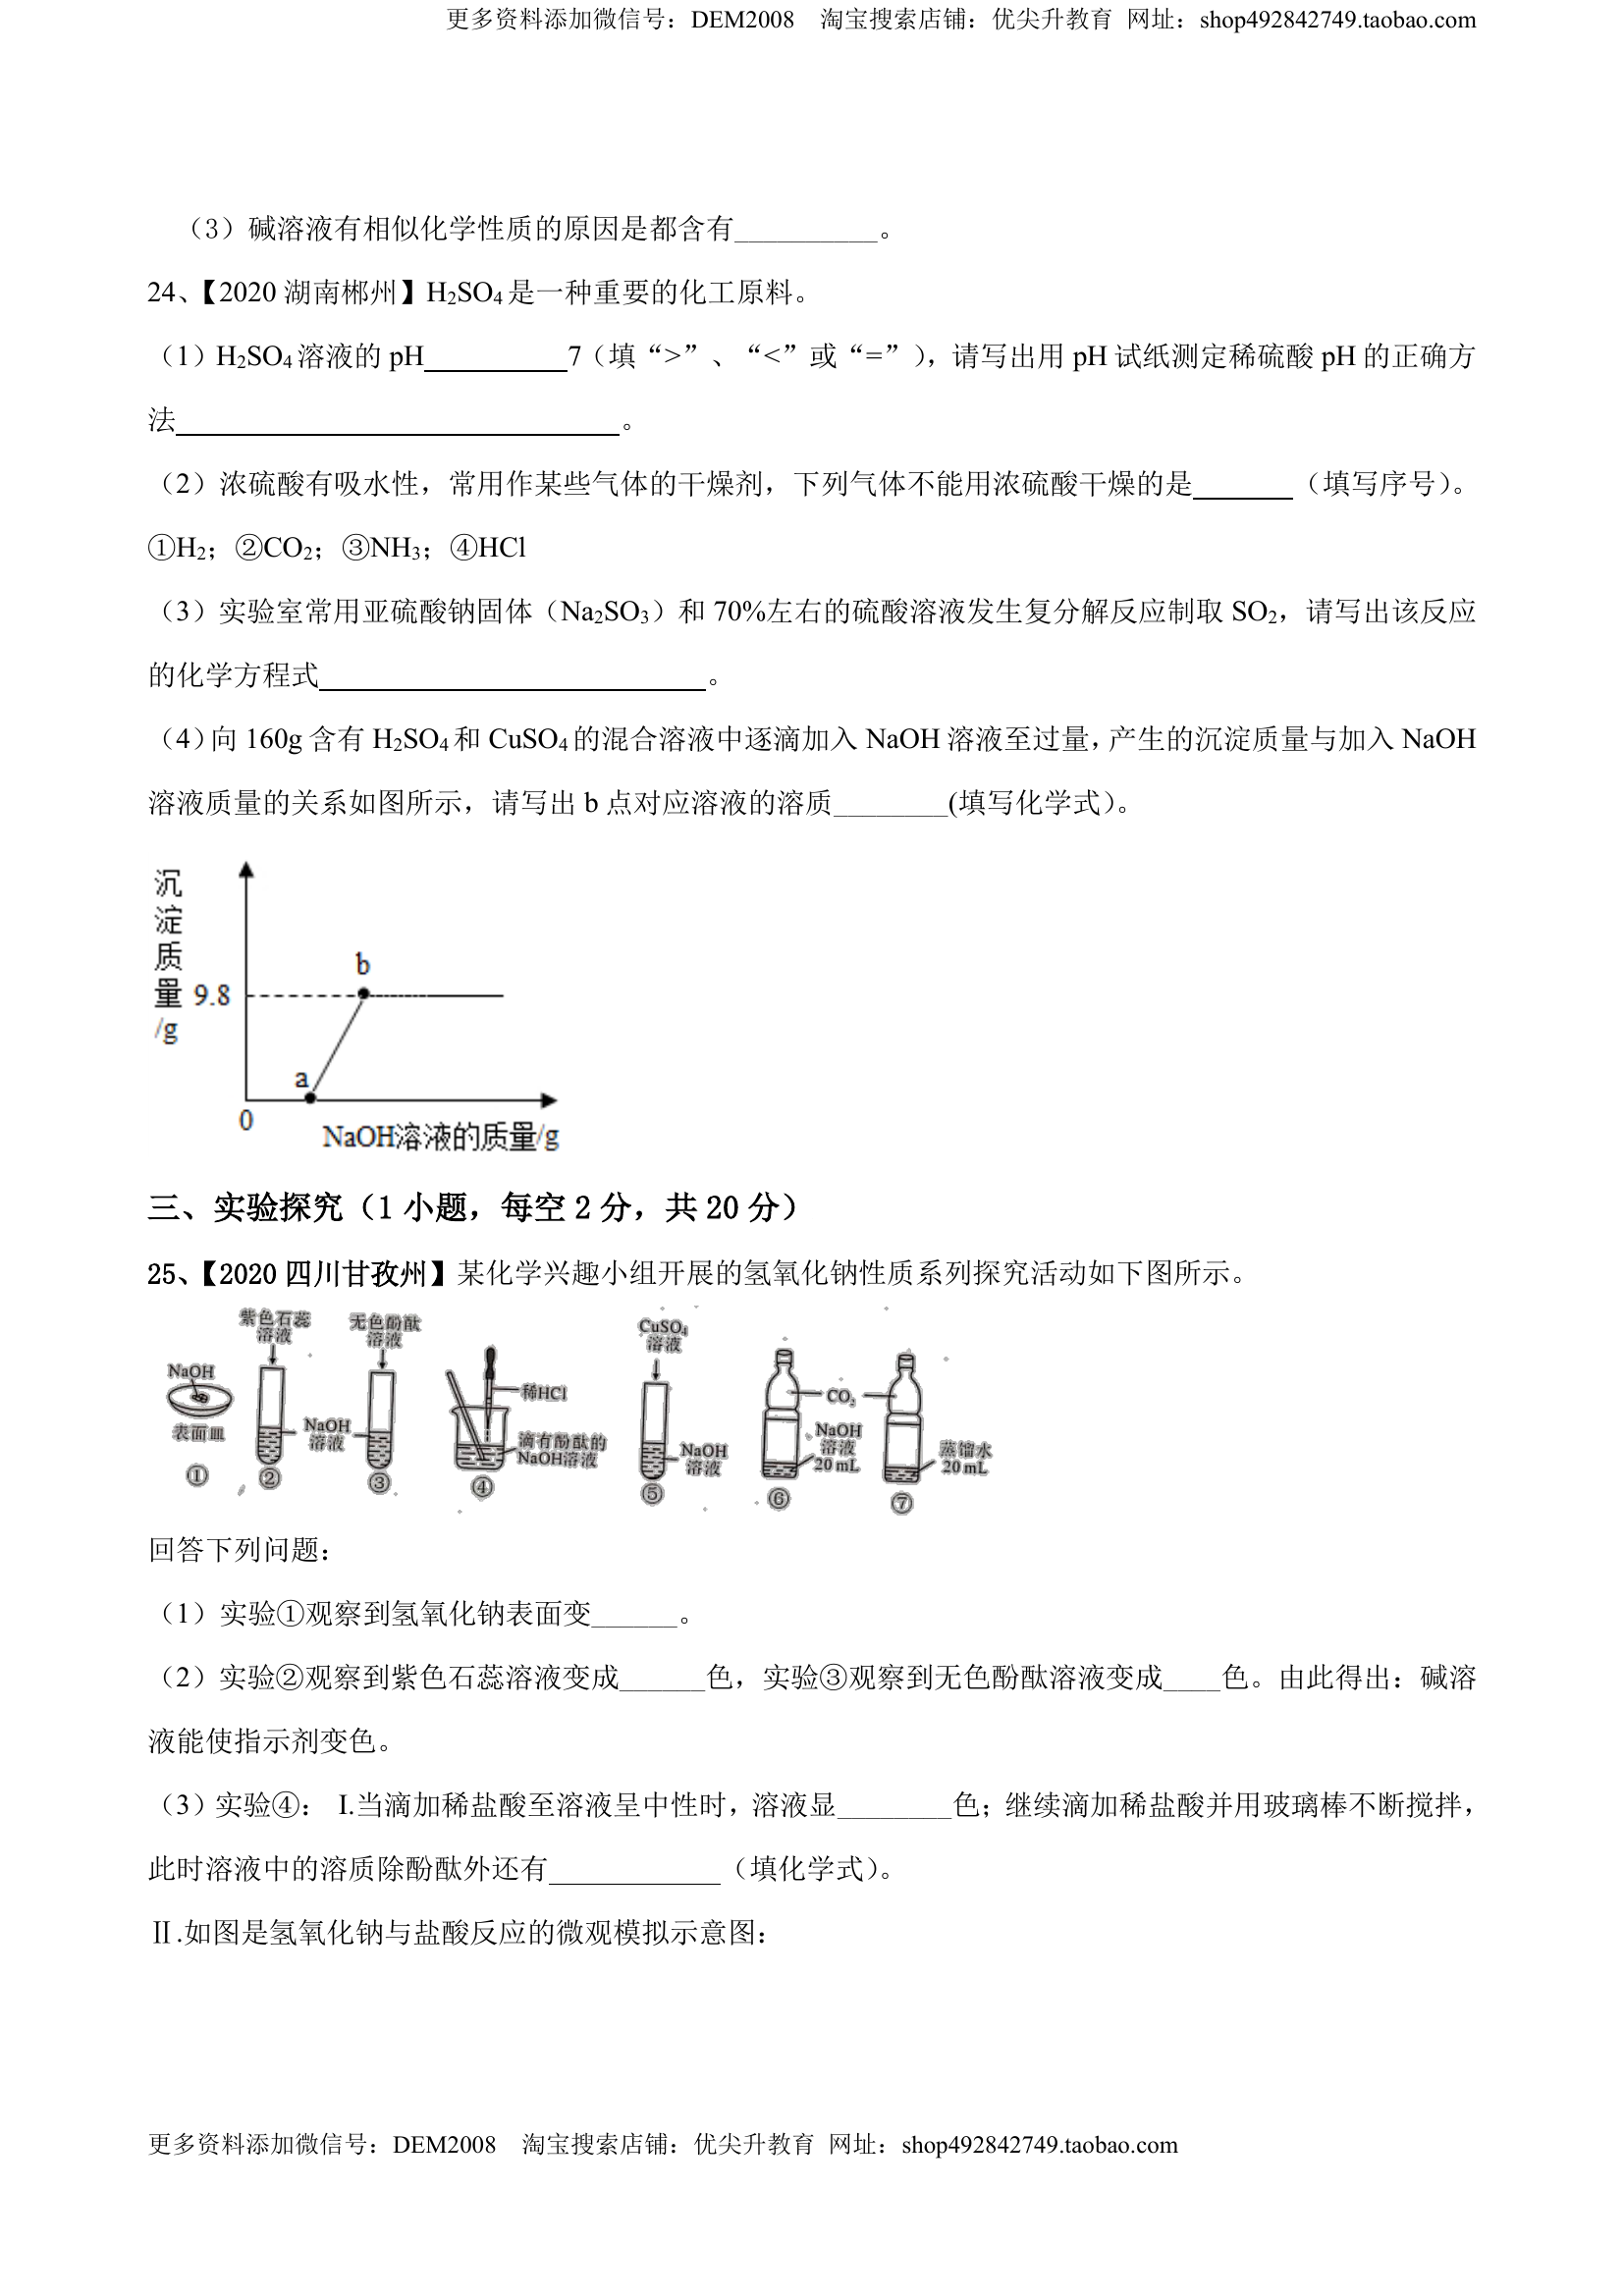 更多资料添加微信号：DEM2008 淘宝搜索店铺：优尖升教育 网址：shop492842749.taobao.com
（3）碱溶液有相似化学性质的原因是都含有__________。
24、【2020 湖南郴州】H₂SO₄是一种重要的化工原料。
（1）H₂SO₄溶液的 pH__________7（填“>”、“<”或“=”），请写出用 pH 试纸测定稀硫酸 pH 的正确方
法______________________________。
（2）浓硫酸有吸水性，常用作某些气体的干燥剂，下列气体不能用浓硫酸干燥的是_______（填写序号）。
①H₂；②CO₂；③NH₃；④HCl
（3）实验室常用亚硫酸钠固体（Na₂SO₃）和 70%左右的硫酸溶液发生复分解反应制取 SO₂，请写出该反应
的化学方程式___________________________。
（4）向 160g 含有 H₂SO₄和 CuSO₄的混合溶液中逐滴加入 NaOH 溶液至过量，产生的沉淀质量与加入 NaOH
溶液质量的关系如图所示，请写出 b 点对应溶液的溶质________(填写化学式)。
沉淀质量/g
9.8
b
a
0
NaOH溶液的质量/g
三、实验探究（1 小题，每空 2 分，共 20 分）
25、【2020 四川甘孜州】某化学兴趣小组开展的氢氧化钠性质系列探究活动如下图所示。
NaOH
表面皿
①
紫色石蕊
溶液
②
NaOH
溶液
无色酚酞
溶液
③
稀HCl
滴有酚酞的
NaOH溶液
④
CuSO₄
溶液
NaOH
溶液
⑤
CO₂
NaOH
溶液
20 mL
⑥
蒸馏水
20 mL
⑦
回答下列问题：
（1）实验①观察到氢氧化钠表面变______。
（2）实验②观察到紫色石蕊溶液变成______色，实验③观察到无色酚酞溶液变成____色。由此得出：碱溶
液能使指示剂变色。
（3）实验④： I.当滴加稀盐酸至溶液呈中性时，溶液显________色；继续滴加稀盐酸并用玻璃棒不断搅拌，
此时溶液中的溶质除酚酞外还有____________（填化学式）。
Ⅱ.如图是氢氧化钠与盐酸反应的微观模拟示意图：
更多资料添加微信号：DEM2008 淘宝搜索店铺：优尖升教育 网址：shop492842749.taobao.com